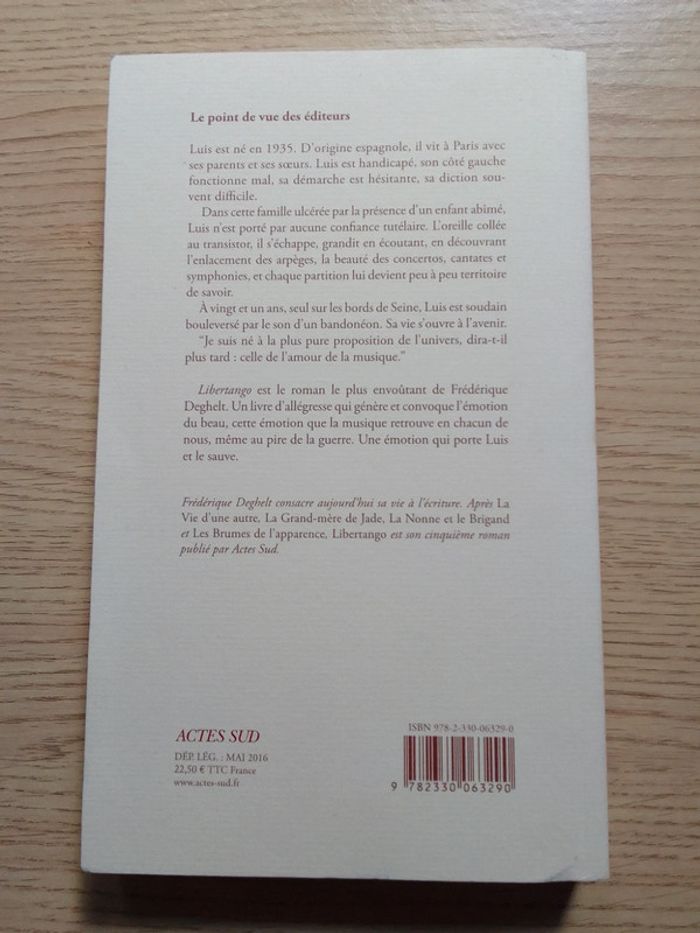 Le point de vue des éditeurs
Luis est né en 1935. D'origine espagnole, il vit à Paris avec
ses parents et ses sœurs. Luis est handicapé, son côté gauche
fonctionne mal, sa démarche est hésitante, sa diction sou-
vent difficile.
Dans cette famille ulcérée par la présence d'un enfant abîmé,
Luis n'est porté par aucune confiance tutélaire. L'oreille collée
au transistor, il s'échappe, grandit en écoutant, en découvrant
l'enlacement des arpèges, la beauté des concertos, cantates et
symphonies, et chaque partition lui devient peu à peu territoire
de savoir.
À vingt et un ans, seul sur les bords de Seine, Luis est soudain
bouleversé par le son d'un bandonéon. Sa vie s'ouvre à l'avenir.
“Je suis né à la plus pure proposition de l'univers, dira-t-il
plus tard : celle de l'amour de la musique.”
Libertango est le roman le plus envoûtant de Frédérique
Deghelt. Un livre d'allégresse qui génère et convoque l'émotion
du beau, cette émotion que la musique retrouve en chacun de
nous, même au pire de la guerre. Une émotion qui porte Luis
et le sauve.
Frédérique Deghelt consacre aujourd'hui sa vie à l'écriture. Après La
Vie d'une autre, La Grand-mère de Jade, La Nonne et le Brigand
et Les Brumes de l'apparence, Libertango est son cinquième roman
publié par Actes Sud.
ACTES SUD
DÉP. LÉG. : MAI 2016
22,50 € TTC France
www.actes-sud.fr
ISBN 978-2-330-06329-0
9 782330 063290